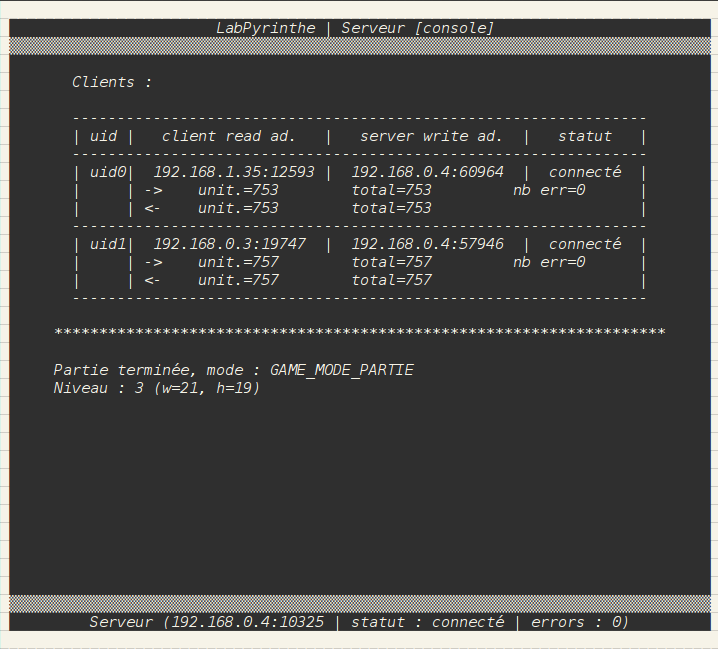 LabPyrinthe | Serveur [console]
Clients :
----------------------------------------------------------------
| uid | client read ad. | server write ad. | statut |
----------------------------------------------------------------
| uid0| 192.168.1.35:12593 | 192.168.0.4:60964 | connecté |
| | -> unit.=753 total=753 nb err=0 |
| | <- unit.=753 total=753 |
----------------------------------------------------------------
| uid1| 192.168.0.3:19747 | 192.168.0.4:57946 | connecté |
| | -> unit.=757 total=757 nb err=0 |
| | <- unit.=757 total=757 |
----------------------------------------------------------------
********************************************************************
Partie terminée, mode : GAME_MODE_PARTIE
Niveau : 3 (w=21, h=19)
Serveur (192.168.0.4:10325 | statut : connecté | errors : 0)